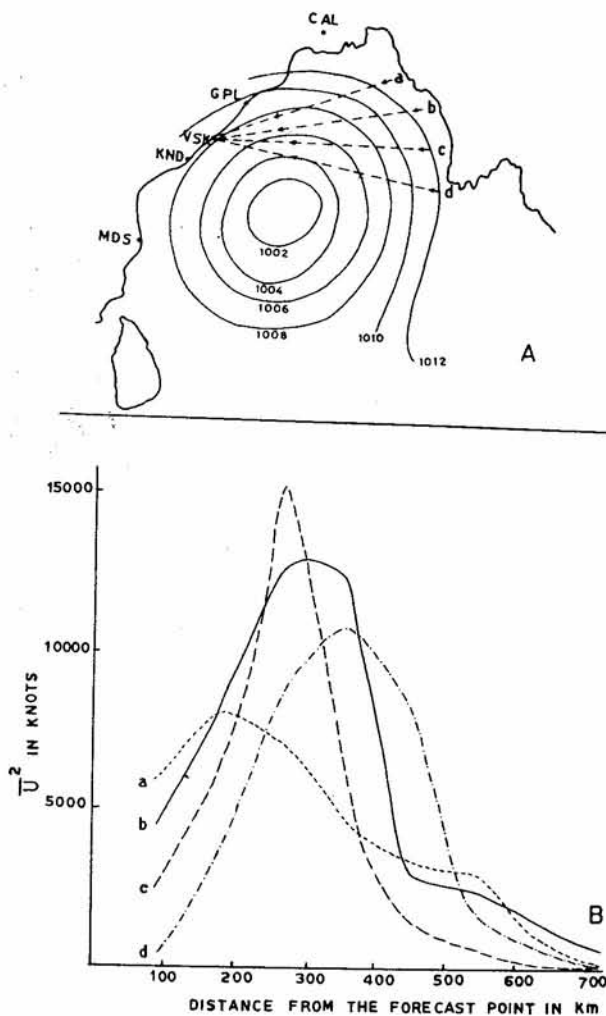 CAL
a
GPL
b
VSK
c
KND
d
MDS
1002
1004
1006
1008
1010
1012
A
15000
10000
5000
U² IN KNOTS
a
b
c
d
B
100 200 300 400 500 600 700
DISTANCE FROM THE FORECAST POINT IN Km